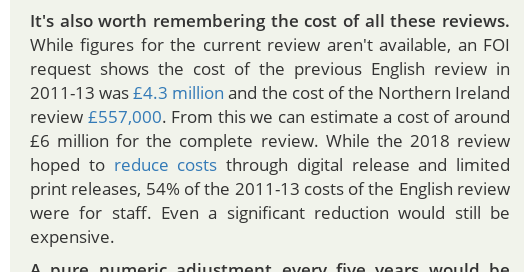 It's also worth remembering the cost of all these reviews.
While figures for the current review aren't available, an FOI
request shows the cost of the previous English review in
2011-13 was £4.3 million and the cost of the Northern Ireland
review £557,000. From this we can estimate a cost of around
£6 million for the complete review. While the 2018 review
hoped to reduce costs through digital release and limited
print releases, 54% of the 2011-13 costs of the English review
were for staff. Even a significant reduction would still be
expensive.
A pure numeric adjustment every five years would be